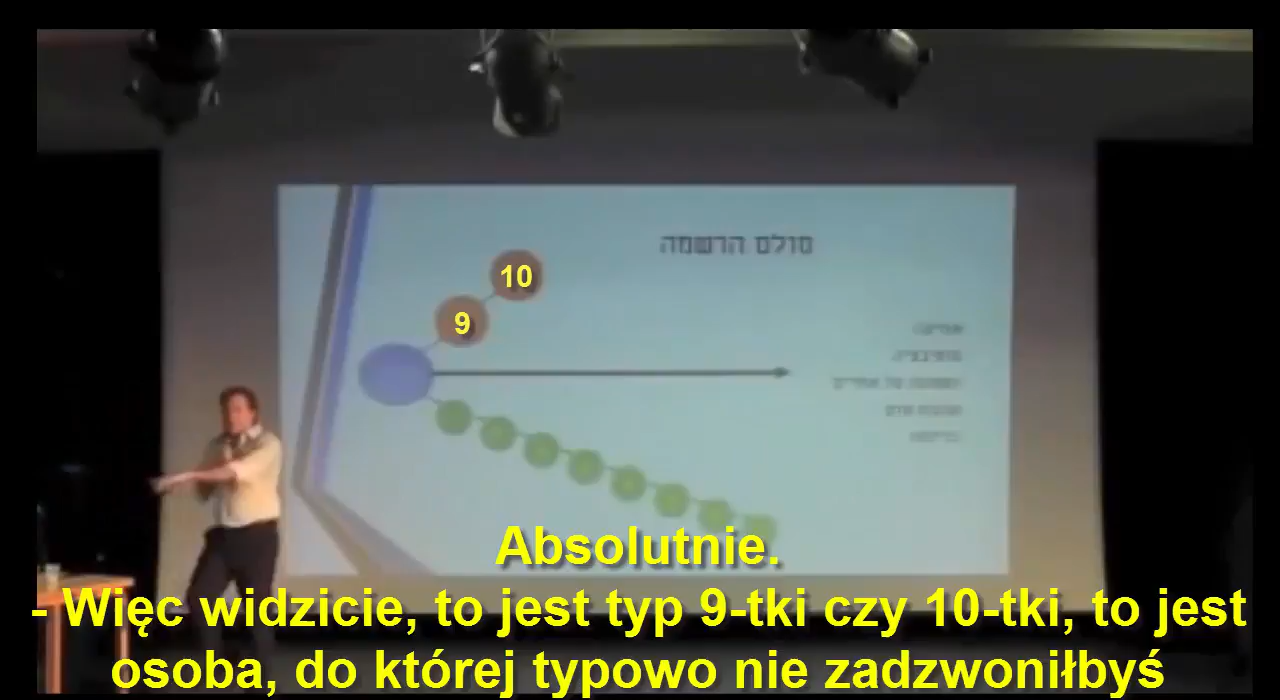 סולם הרשמה
10
9
Absolutnie.
- Więc widzicie, to jest typ 9-tki czy 10-tki, to jest
osoba, do której typowo nie zadzwoniłbyś